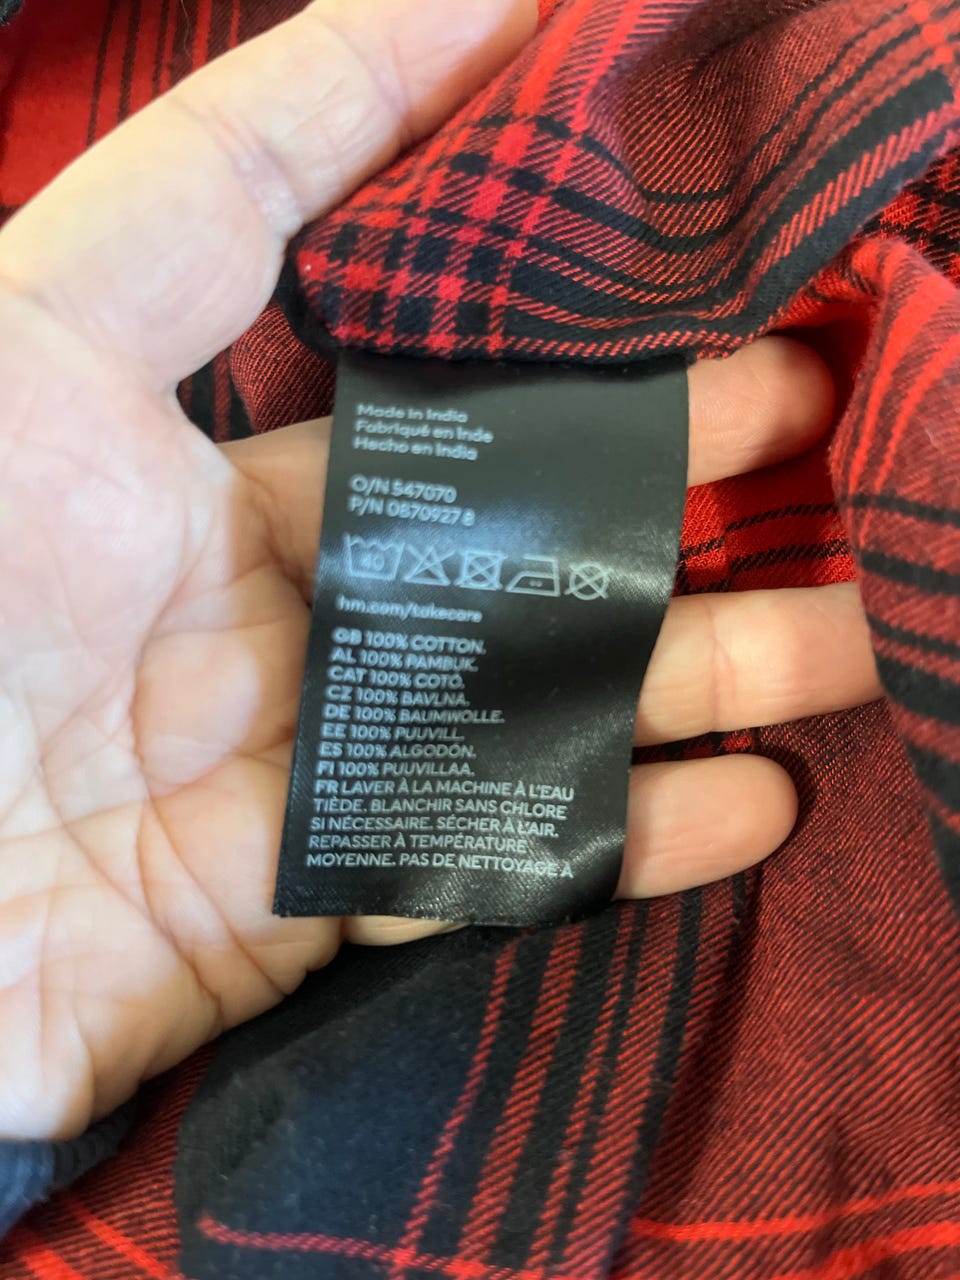 Made in India
Fabriqué en Inde
Hecho en India
O/N 547070
P/N 0870927 8
40
hm.com/takecare
GB 100% COTTON.
AL 100% PAMBUK.
CAT 100% COTÓ.
CZ 100% BAVLNA.
DE 100% BAUMWOLLE.
EE 100% PUUVILL.
ES 100% ALGODÓN.
FI 100% PUUVILLAA.
FR LAVER À LA MACHINE À L'EAU
TIÈDE. BLANCHIR SANS CHLORE
SI NÉCESSAIRE. SÉCHER À L'AIR.
REPASSER À TEMPÉRATURE
MOYENNE. PAS DE NETTOYAGE À